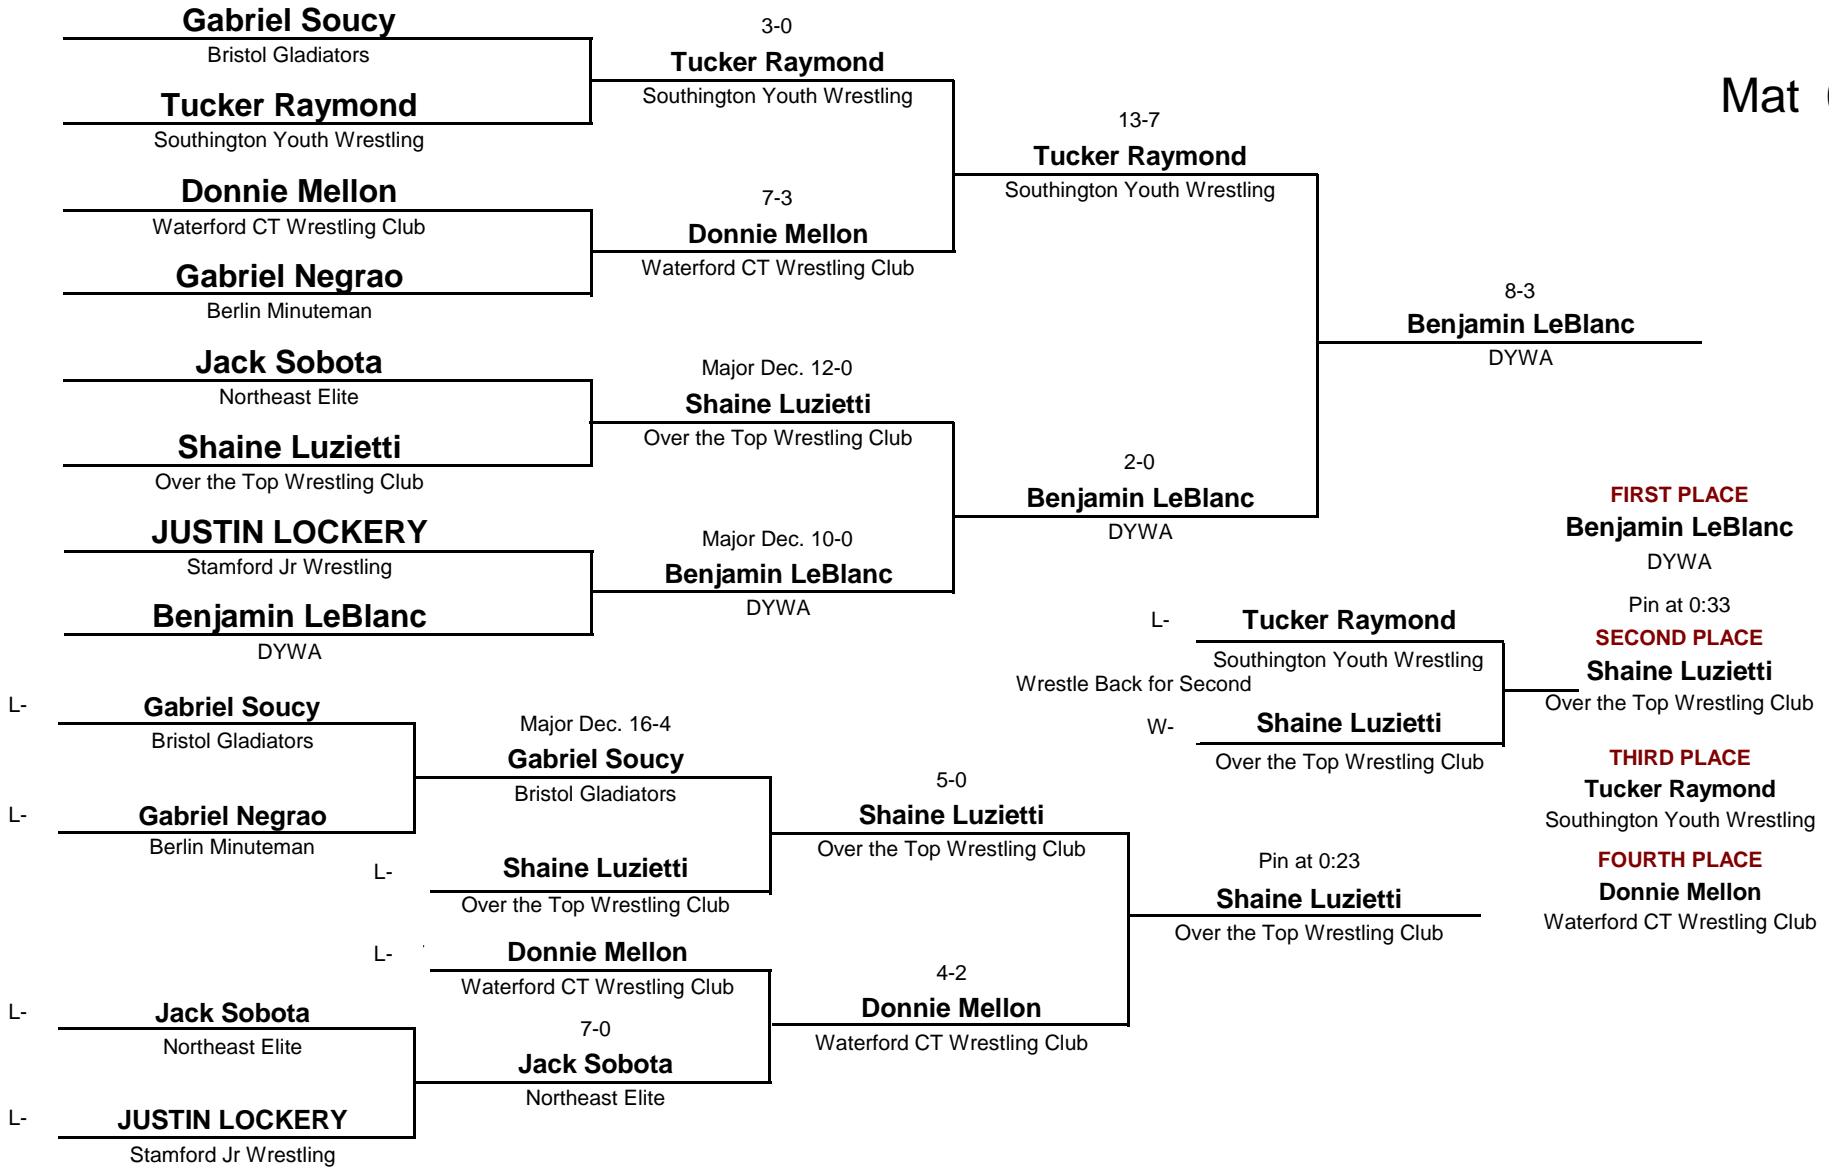 Gabriel Soucy
Bristol Gladiators
Tucker Raymond
Southington Youth Wrestling
Donnie Mellon
Waterford CT Wrestling Club
Gabriel Negrao
Berlin Minuteman
Jack Sobota
Northeast Elite
Shaine Luzietti
Over the Top Wrestling Club
JUSTIN LOCKERY
Stamford Jr Wrestling
Benjamin LeBlanc
DYWA
3-0
Tucker Raymond
Southington Youth Wrestling
7-3
Donnie Mellon
Waterford CT Wrestling Club
Major Dec. 12-0
Shaine Luzietti
Over the Top Wrestling Club
Major Dec. 10-0
Benjamin LeBlanc
DYWA
13-7
Tucker Raymond
Southington Youth Wrestling
2-0
Benjamin LeBlanc
DYWA
8-3
Benjamin LeBlanc
DYWA
Mat
L-
Gabriel Soucy
Bristol Gladiators
L-
Gabriel Negrao
Berlin Minuteman
L-
Jack Sobota
Northeast Elite
L-
JUSTIN LOCKERY
Stamford Jr Wrestling
Major Dec. 16-4
Gabriel Soucy
Bristol Gladiators
L-
Shaine Luzietti
Over the Top Wrestling Club
L-
Donnie Mellon
Waterford CT Wrestling Club
7-0
Jack Sobota
Northeast Elite
5-0
Shaine Luzietti
Over the Top Wrestling Club
4-2
Donnie Mellon
Waterford CT Wrestling Club
Pin at 0:23
Shaine Luzietti
Over the Top Wrestling Club
L-
Tucker Raymond
Southington Youth Wrestling
Wrestle Back for Second
W-
Shaine Luzietti
Over the Top Wrestling Club
FIRST PLACE
Benjamin LeBlanc
DYWA
Pin at 0:33
SECOND PLACE
Shaine Luzietti
Over the Top Wrestling Club
THIRD PLACE
Tucker Raymond
Southington Youth Wrestling
FOURTH PLACE
Donnie Mellon
Waterford CT Wrestling Club